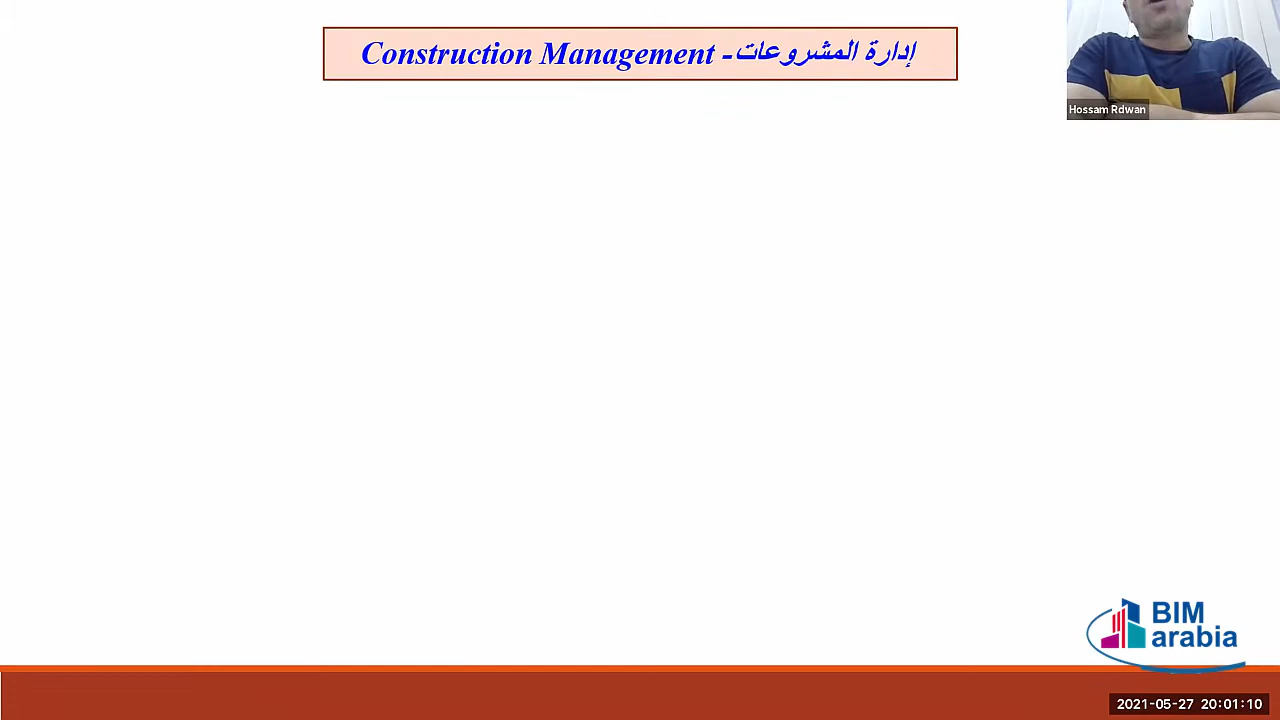 Construction Management - إدارة المشروعات
Hossam Rdwan
BIM
arabia
2021-05-27 20:01:10